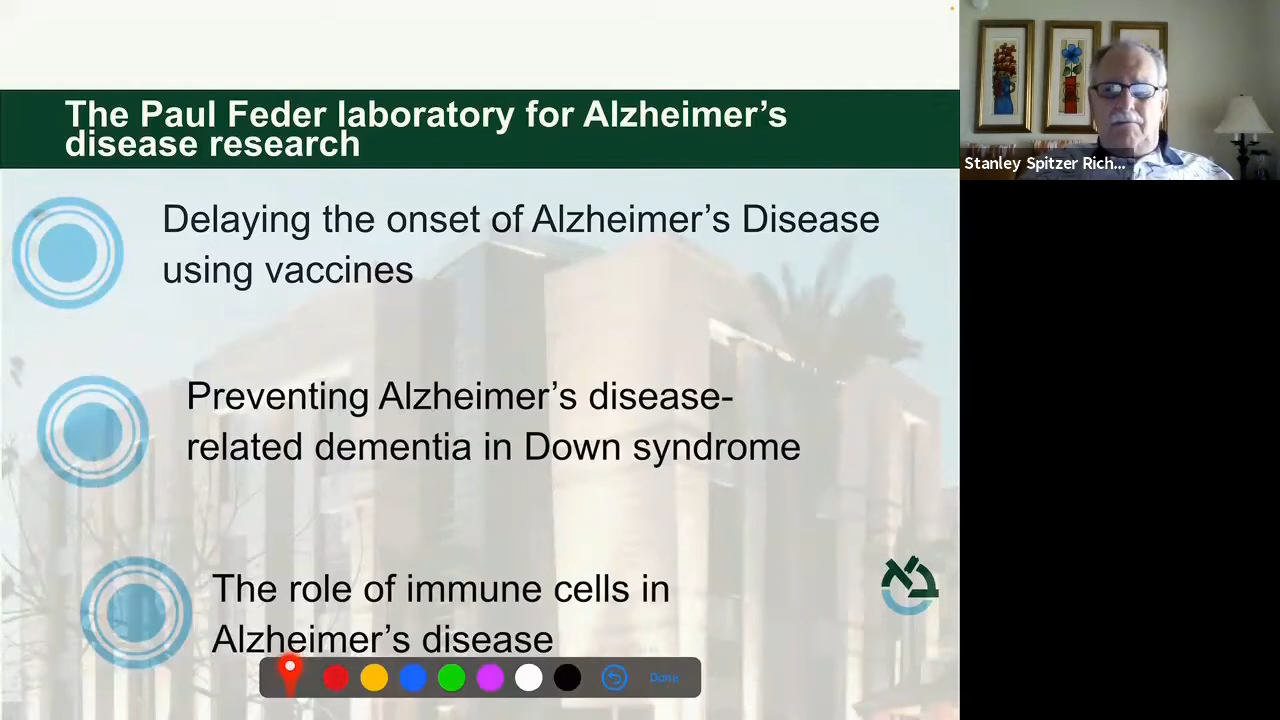 The Paul Feder laboratory for Alzheimer’s
disease research
Stanley Spitzer Rich...
Delaying the onset of Alzheimer’s Disease
using vaccines
Preventing Alzheimer’s disease-
related dementia in Down syndrome
The role of immune cells in
Alzheimer’s disease
בא
Done